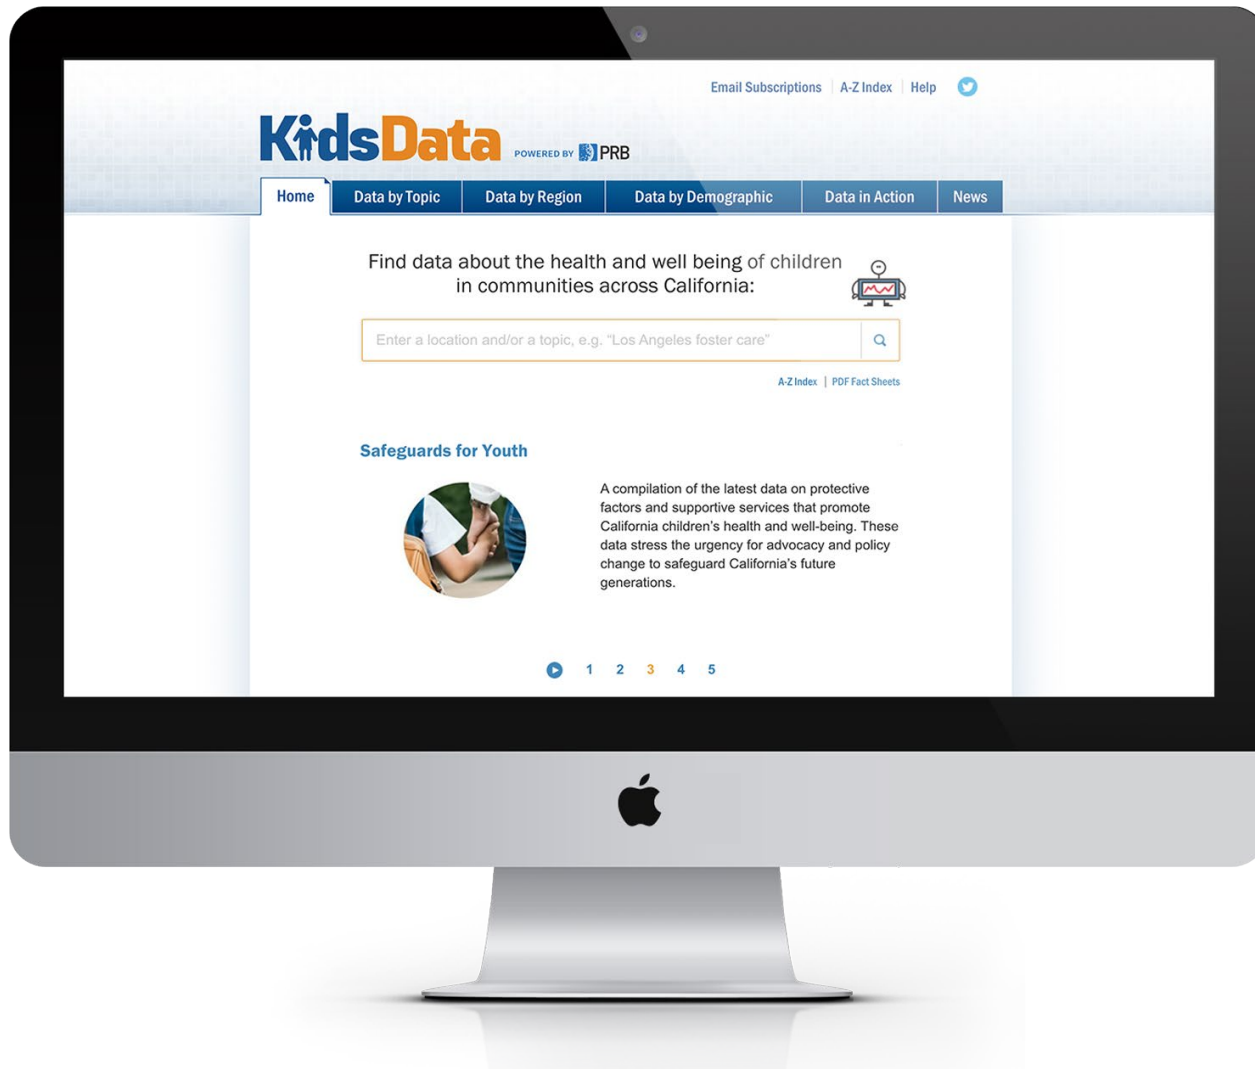 Email Subscriptions | A-Z Index | Help
KidsData POWERED BY PRB
Home Data by Topic Data by Region Data by Demographic Data in Action News
Find data about the health and well being of children
in communities across California:
Enter a location and/or a topic, e.g. "Los Angeles foster care"
A-Z Index | PDF Fact Sheets
Safeguards for Youth
A compilation of the latest data on protective
factors and supportive services that promote
California children's health and well-being. These
data stress the urgency for advocacy and policy
change to safeguard California's future
generations.
1 2 3 4 5